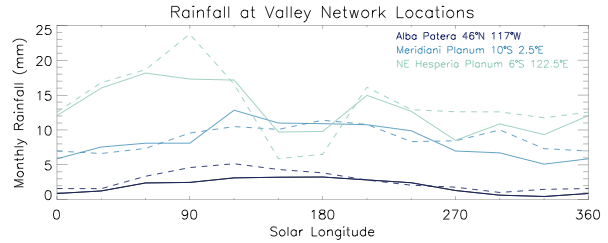 Rainfall at Valley Network Locations
Alba Patera 46°N 117°W
Meridiani Planum 10°S 2.5°E
NE Hesperia Planum 6°S 122.5°E
Monthly Rainfall (mm)
25
20
15
10
5
0
0 90 180 270 360
Solar Longitude